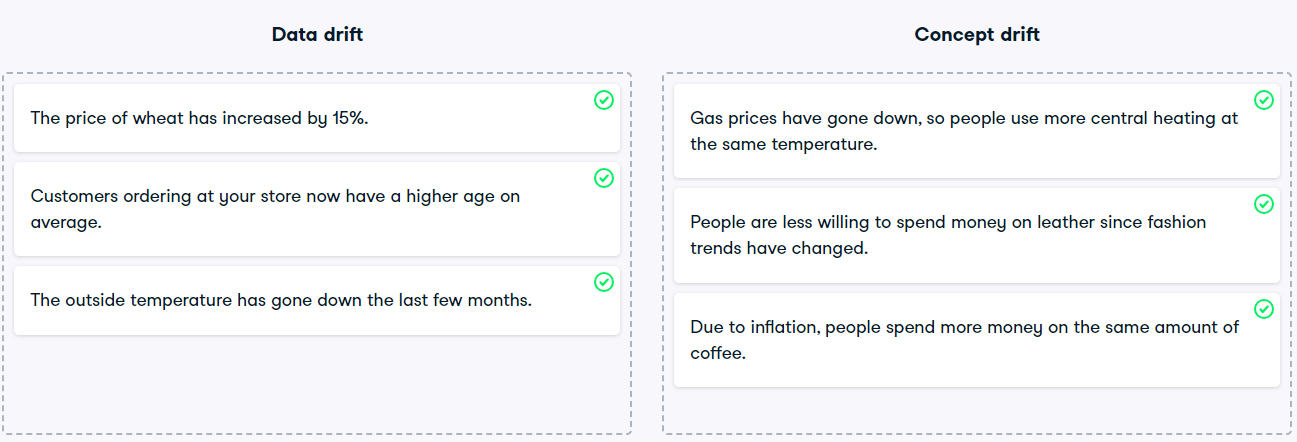 Data drift
The price of wheat has increased by 15%.
Customers ordering at your store now have a higher age on
average.
The outside temperature has gone down the last few months.
Concept drift
Gas prices have gone down, so people use more central heating at
the same temperature.
People are less willing to spend money on leather since fashion
trends have changed.
Due to inflation, people spend more money on the same amount of
coffee.